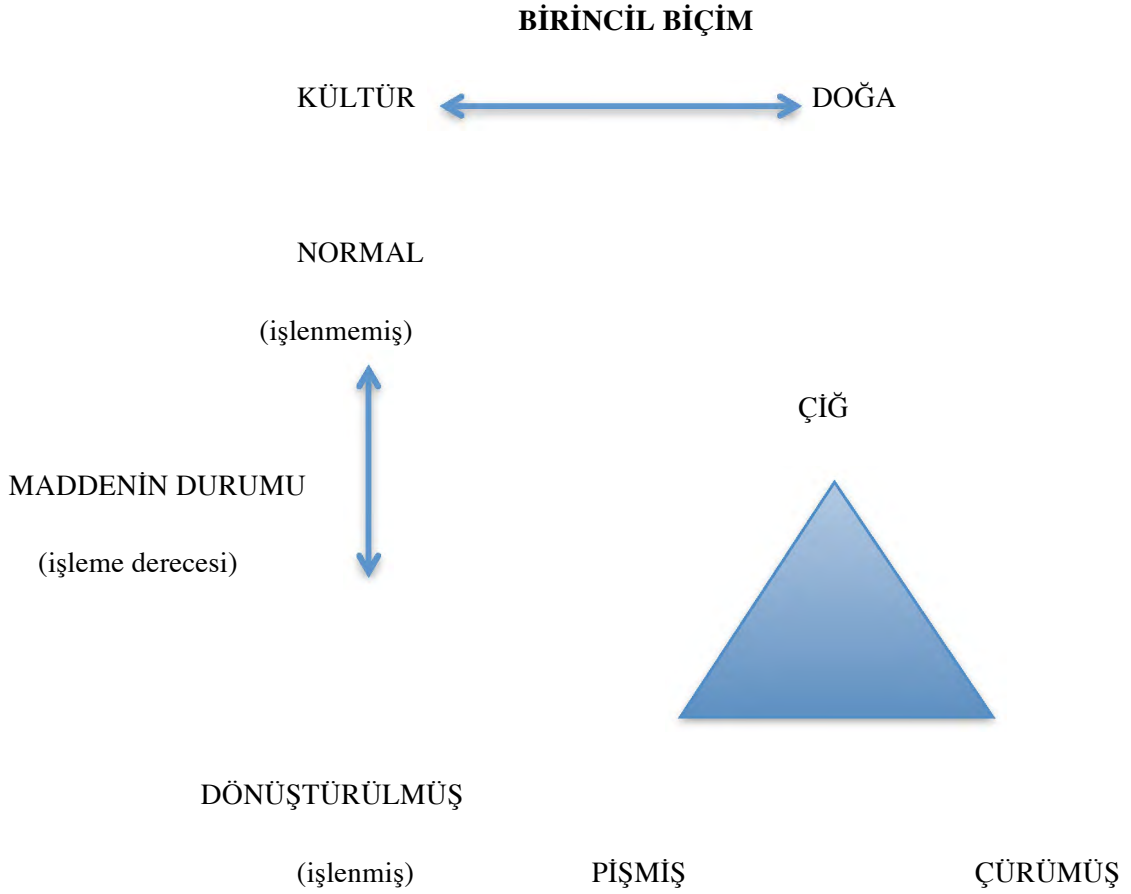 BİRİNCİL BİÇİM
KÜLTÜR DOĞA
NORMAL
(işlenmemiş)
ÇİĞ
MADDENİN DURUMU
(işleme derecesi)
DÖNÜŞTÜRÜLMÜŞ
(işlenmiş) PİŞMİŞ ÇÜRÜMÜŞ